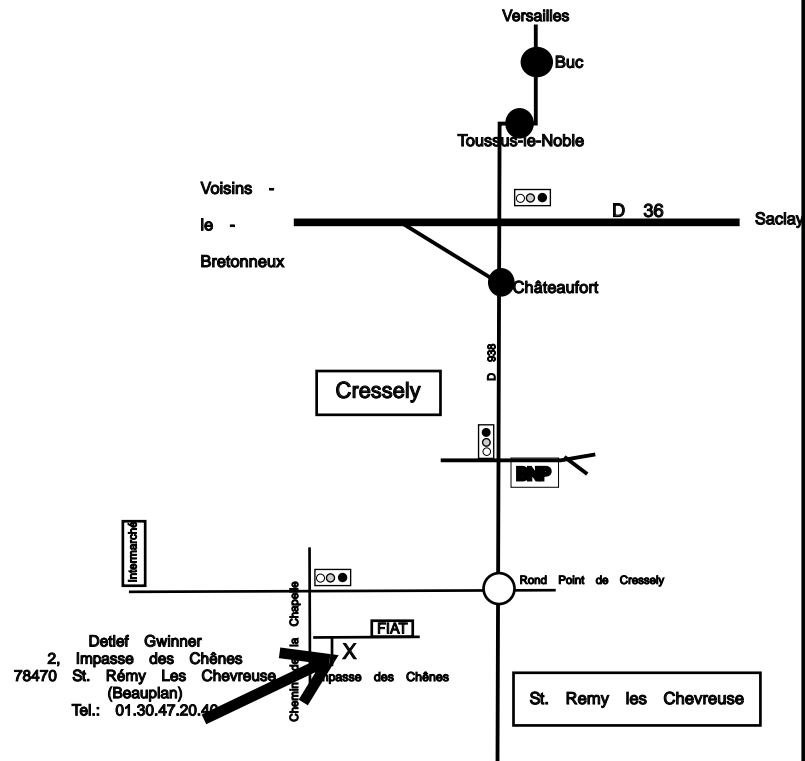 Versailles
Buc
Toussus-le-Noble
Voisins -
le -
Bretonneux
D 36
Saclay
Châteaufort
D 938
Cressely
BNP
Intermarché
Rond Point de Cressely
Chemin de la Chapelle
FIAT
X
Impasse des Chênes
Detlef Gwinner
2, Impasse des Chênes
78470 St. Rémy Les Chevreuse
(Beauplan)
Tel.: 01.30.47.20.40
St. Remy les Chevreuse